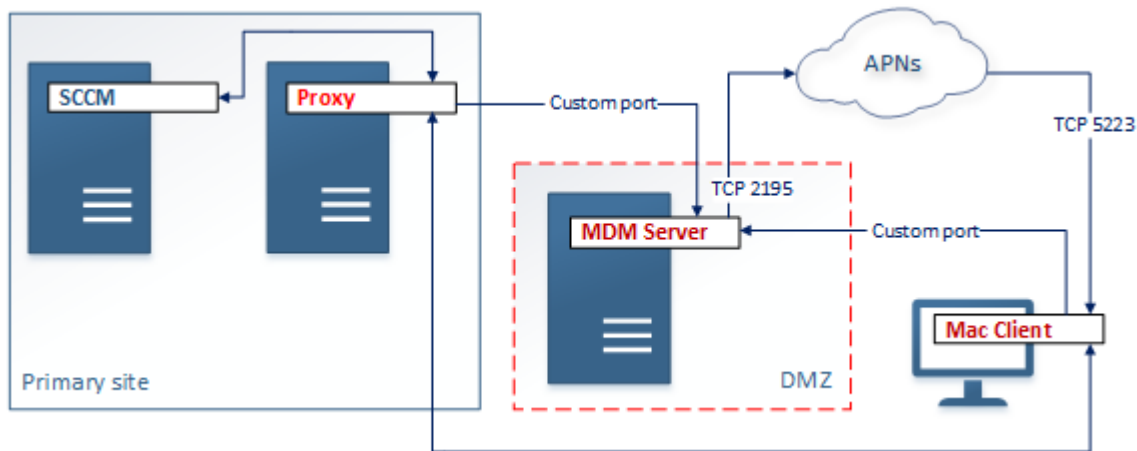 APNs
SCCM
Proxy
Custom port
TCP 5223
TCP 2195
MDM Server
Custom port
Mac Client
Primary site
DMZ